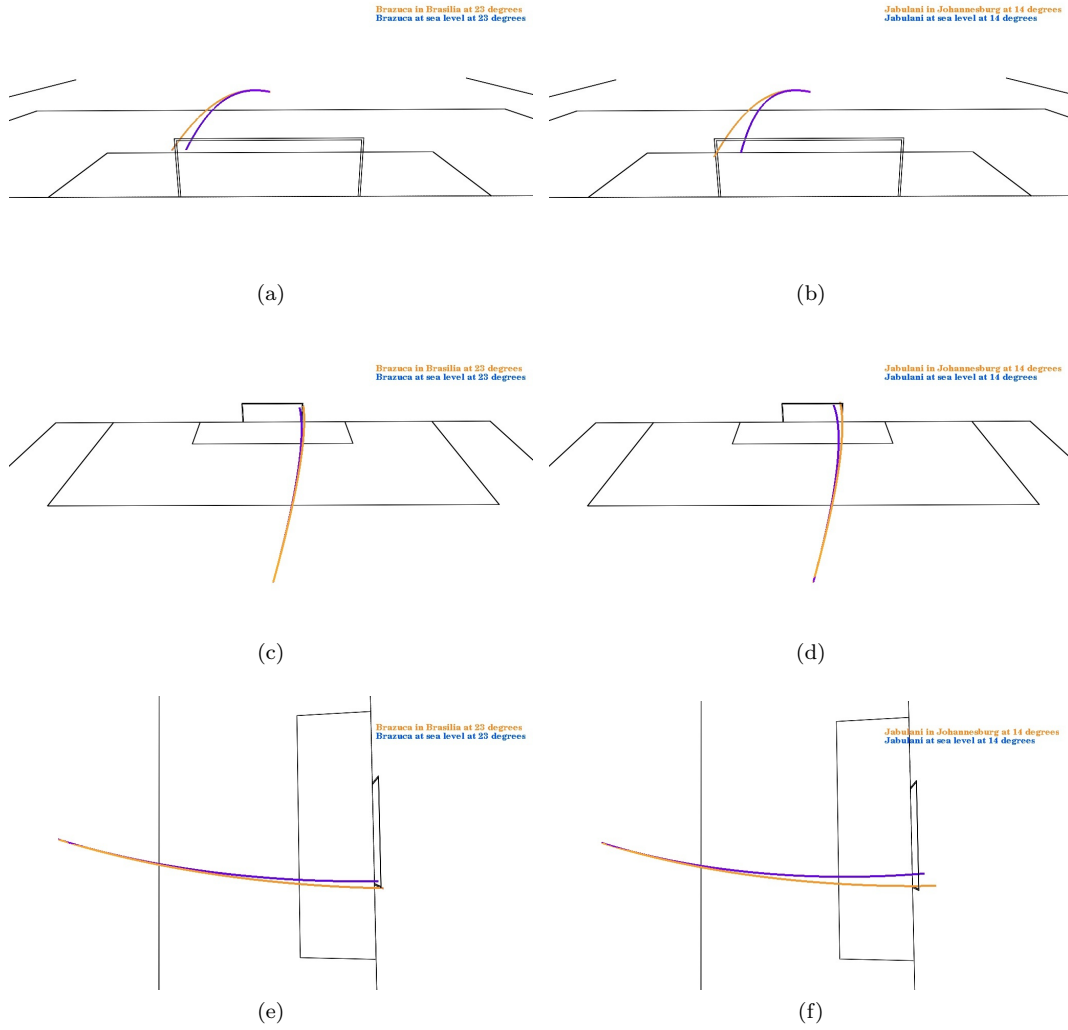 Brazuca in Brasilia at 23 degrees
Brazuca at sea level at 23 degrees
Jabulani in Johannesburg at 14 degrees
Jabulani at sea level at 14 degrees
(a)
(b)
Brazuca in Brasilia at 23 degrees
Brazuca at sea level at 23 degrees
Jabulani in Johannesburg at 14 degrees
Jabulani at sea level at 14 degrees
(c)
(d)
Brazuca in Brasilia at 23 degrees
Brazuca at sea level at 23 degrees
Jabulani in Johannesburg at 14 degrees
Jabulani at sea level at 14 degrees
(e)
(f)